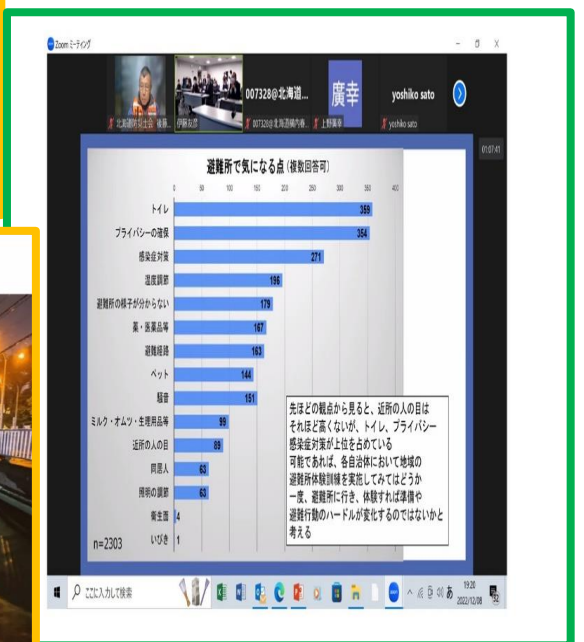 Zoom ミーティング
007328@北海道...
廣幸
yoshiko sato
北海道防災士会 後藤...
伊藤友彦
007328@北海道構内春...
上野廣幸
yoshiko sato
01:07:41
避難所で気になる点(複数回答可)
0 50 100 150 200 250 300 350 400
トイレ 359
プライバシーの確保 354
感染症対策 271
温度調節 196
避難所の様子が分からない 179
薬・医薬品等 167
避難経路 163
ペット 144
騒音 151
ミルク・オムツ・生理用品等 99
近所の人の目 89
同居人 63
照明の調節 63
衛生面 4
いびき 1
n=2303
先ほどの観点から見ると、近所の人の目は
それほど高くないが、トイレ、プライバシー
感染症対策が上位を占めている
可能であれば、各自治体において地域の
避難所体験訓練を実施してみてはどうか
一度、避難所に行き、体験すれば準備や
避難行動のハードルが変化するのではないかと
考える
ここに入力して検索
あ
19:20
2022/12/08